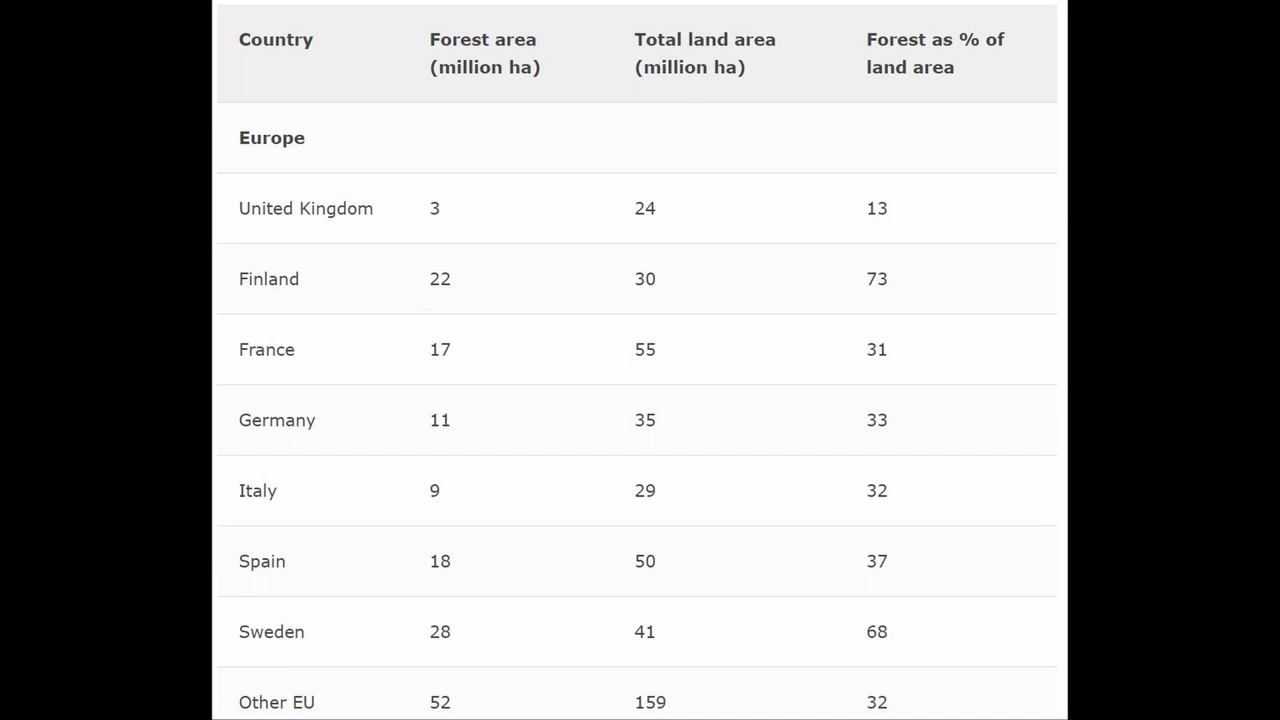 Country Forest area (million ha) Total land area (million ha) Forest as % of land area
Europe
United Kingdom 3 24 13
Finland 22 30 73
France 17 55 31
Germany 11 35 33
Italy 9 29 32
Spain 18 50 37
Sweden 28 41 68
Other EU 52 159 32